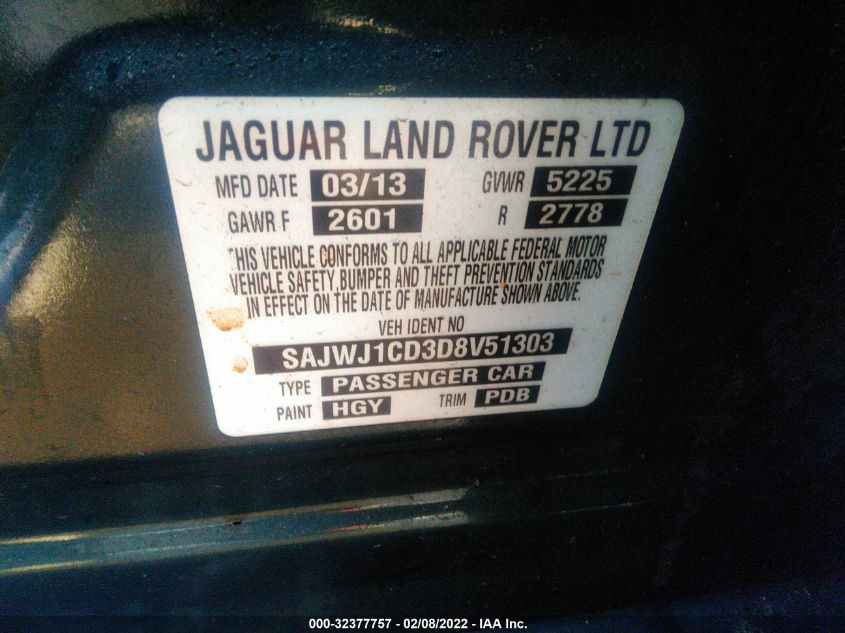 JAGUAR LAND ROVER LTD
MFD DATE 03/13 GVWR 5225
GAWR F 2601 R 2778
THIS VEHICLE CONFORMS TO ALL APPLICABLE FEDERAL MOTOR
VEHICLE SAFETY, BUMPER AND THEFT PREVENTION STANDARDS
IN EFFECT ON THE DATE OF MANUFACTURE SHOWN ABOVE.
VEH IDENT NO
SAJWJ1CD3D8V51303
TYPE PASSENGER CAR
PAINT HGY TRIM PDB
000-32377757 - 02/08/2022 - IAA Inc.